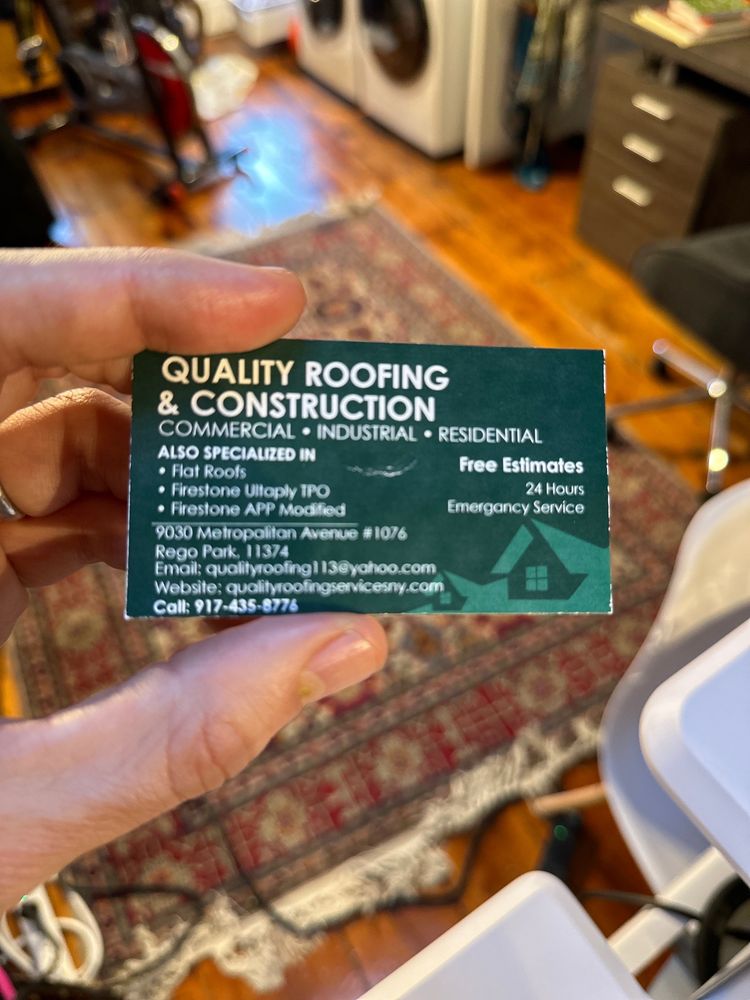 QUALITY ROOFING
& CONSTRUCTION
COMMERCIAL • INDUSTRIAL • RESIDENTIAL
ALSO SPECIALIZED IN
• Flat Roofs
• Firestone Ultaply TPO
• Firestone APP Modified
Free Estimates
24 Hours
Emergancy Service
9030 Metropolitan Avenue #1076
Rego Park, 11374
Email: qualityroofing113@yahoo.com
Website: qualityroofingservicesny.com
Call: 917-435-8776